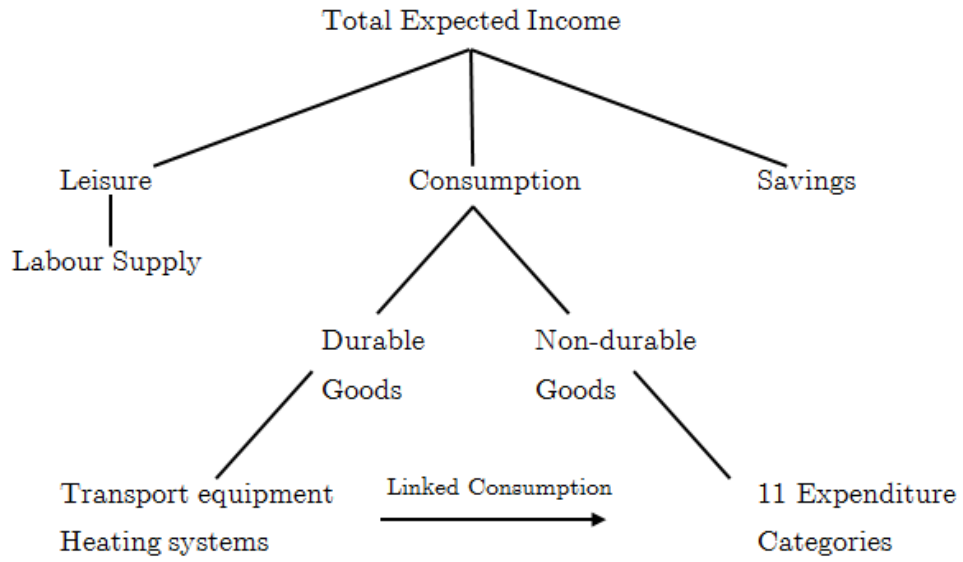 Total Expected Income
Leisure
Consumption
Savings
Labour Supply
Durable
Goods
Non-durable
Goods
Transport equipment
Heating systems
Linked Consumption
11 Expenditure
Categories